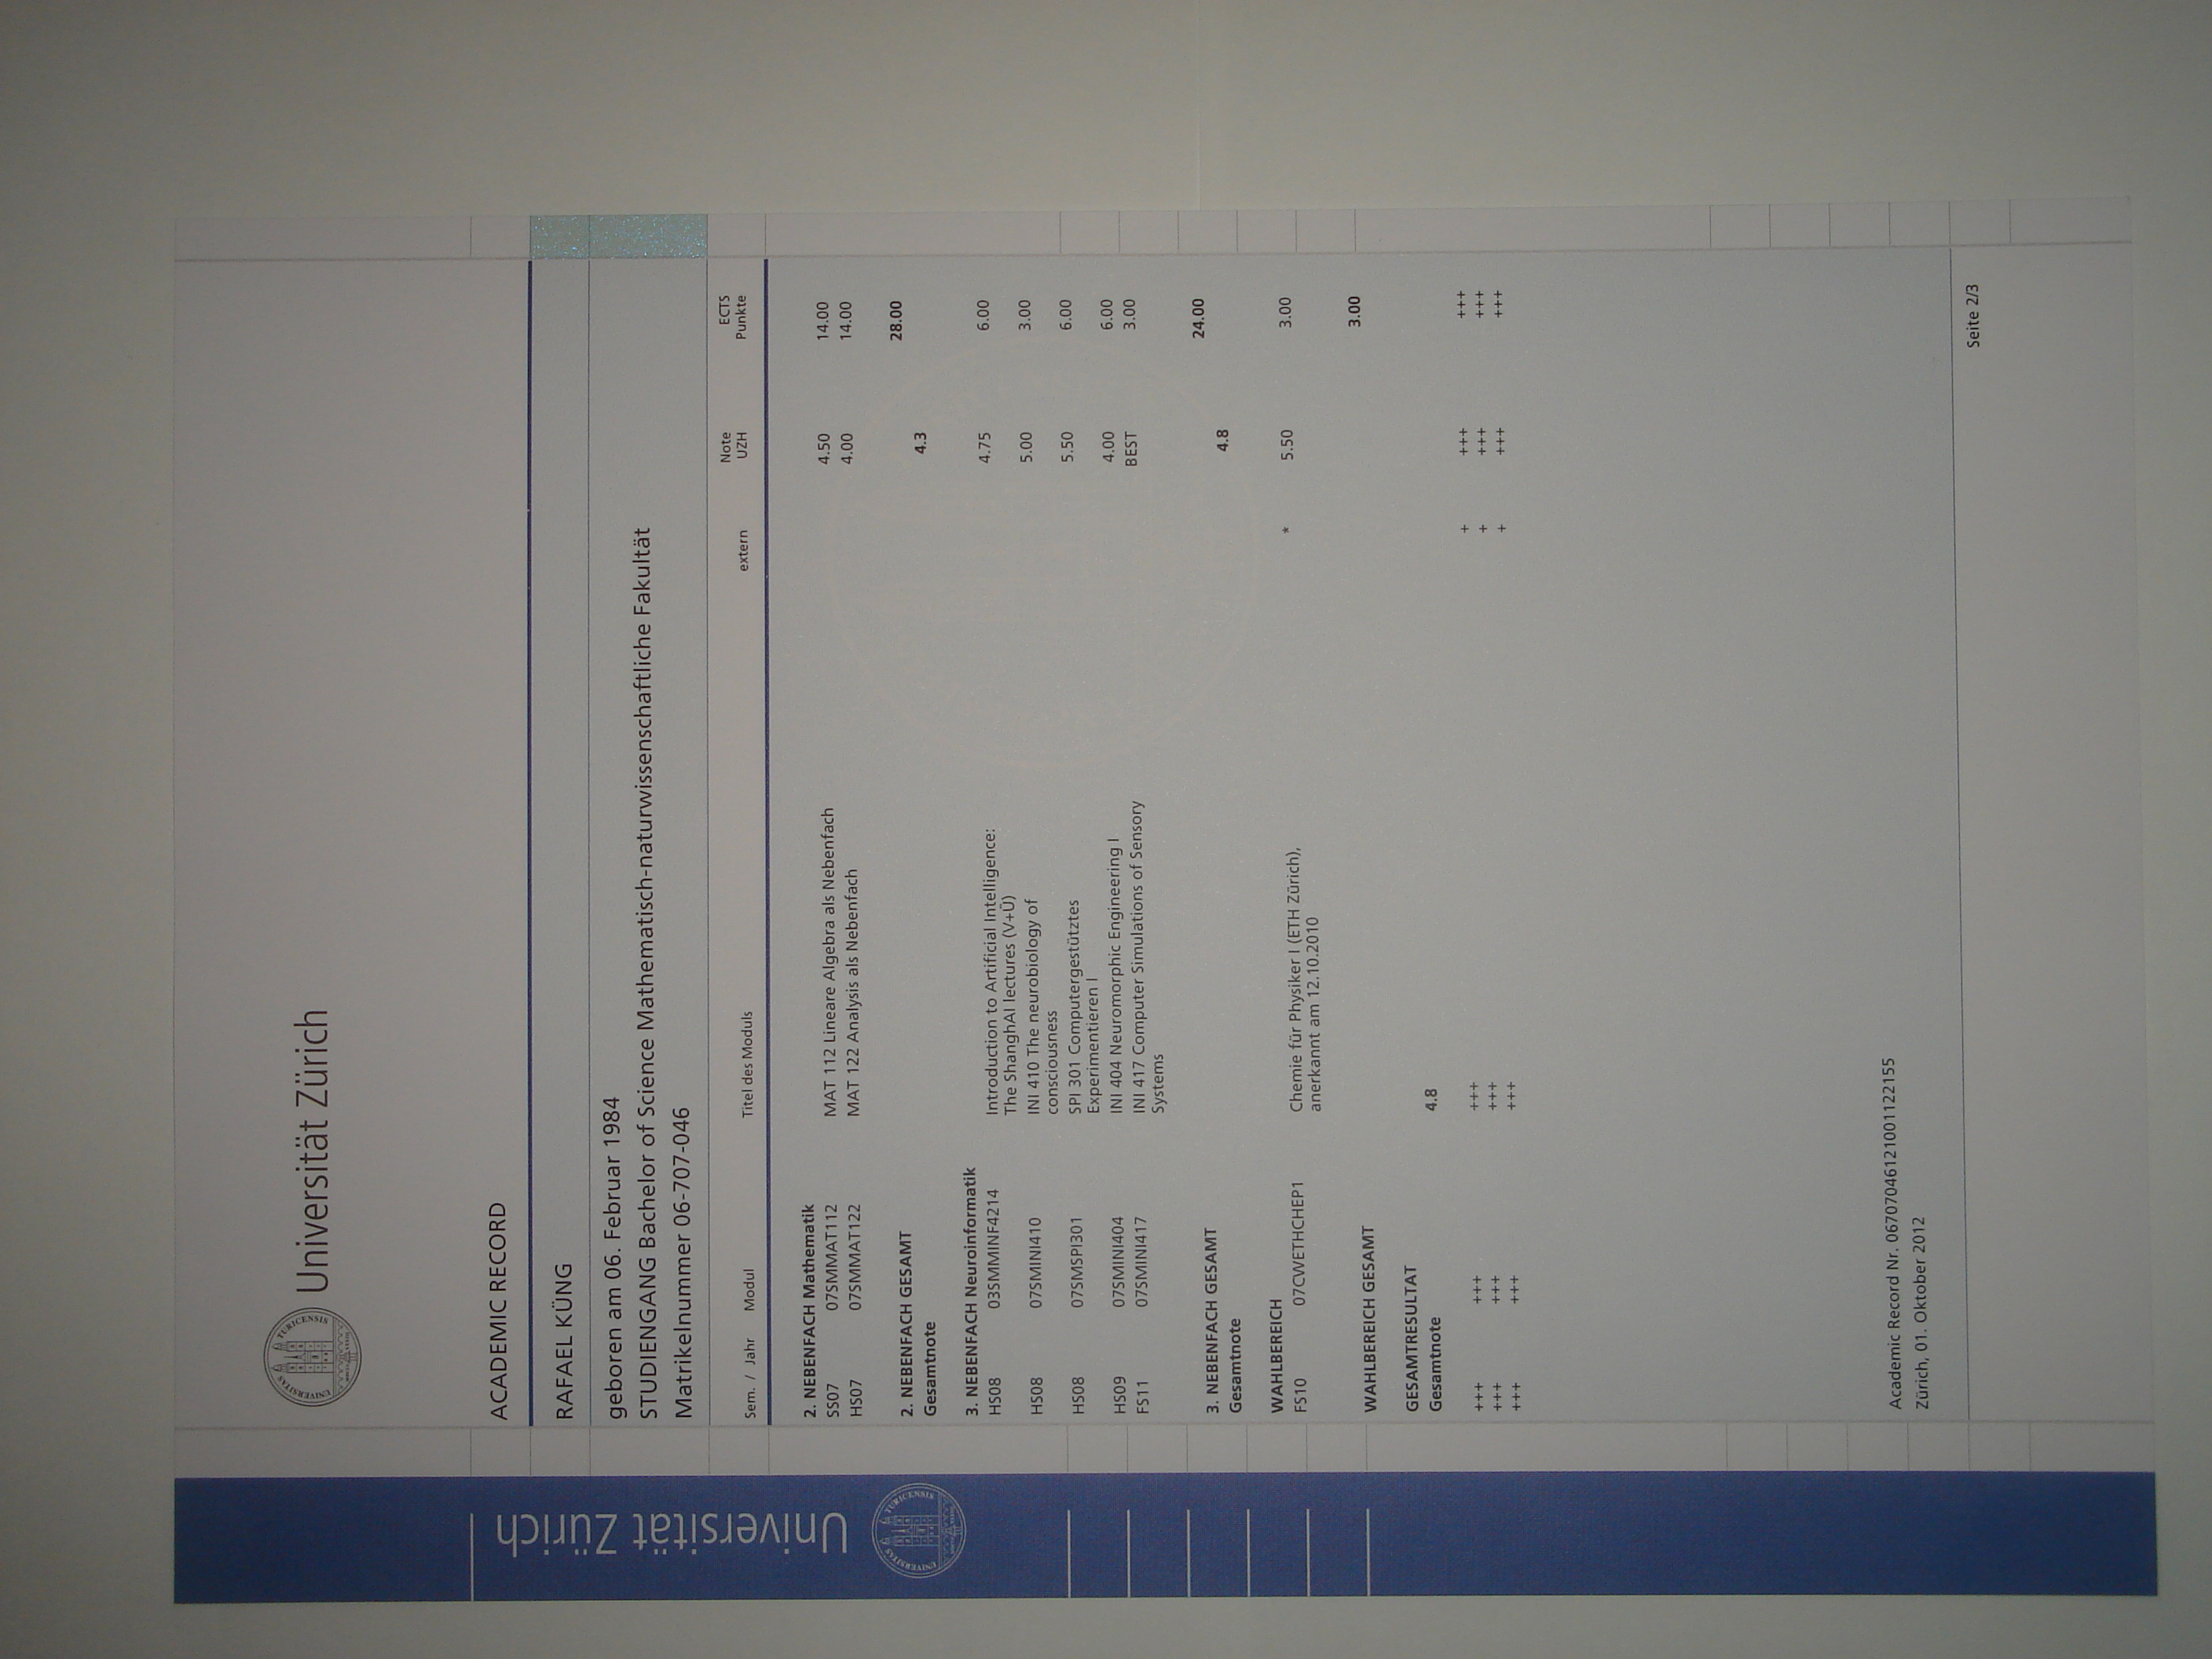 Universität Zürich
ACADEMIC RECORD
RAFAEL KÜNG
geboren am 06. Februar 1984
STUDIENGANG Bachelor of Science Mathematisch-naturwissenschaftliche Fakultät
Matrikelnummer 06-707-046
Note ECTS
Sem. / Jahr Modul Titel des Moduls extern UZH Punkte
2. NEBENFACH Mathematik
SS07 07SMMAT112 MAT 112 Lineare Algebra als Nebenfach 4.50 14.00
HS07 07SMMAT122 MAT 122 Analysis als Nebenfach 4.00 14.00
2. NEBENFACH GESAMT 28.00
Gesamtnote 4.3
3. NEBENFACH Neuroinformatik
HS08 03SMMINF4214 Introduction to Artificial Intelligence: 4.75 6.00
The ShanghAI lectures (V+Ü)
HS08 07SMINI410 INI 410 The neurobiology of 5.00 3.00
consciousness
HS08 07SMSPI301 SPI 301 Computergestütztes 5.50 6.00
Experimentieren I
HS09 07SMINI404 INI 404 Neuromorphic Engineering I 4.00 6.00
FS11 07SMINI417 INI 417 Computer Simulations of Sensory BEST 3.00
Systems
3. NEBENFACH GESAMT 24.00
Gesamtnote 4.8
WAHLBEREICH
FS10 07CWETHCHEP1 Chemie für Physiker I (ETH Zürich), * 5.50 3.00
anerkannt am 12.10.2010
WAHLBEREICH GESAMT 3.00
GESAMTRESULTAT
Gesamtnote 4.8
+++ +++ +++ + +++ +++
+++ +++ +++ + +++ +++
+++ +++ +++ + +++ +++
Academic Record Nr. 06707046121001122155
Zürich, 01. Oktober 2012
Seite 2/3
Universität Zürich